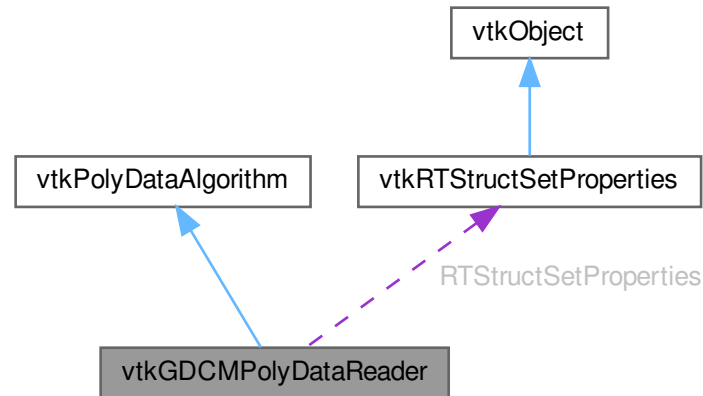 vtkObject
vtkPolyDataAlgorithm
vtkRTStructSetProperties
RTStructSetProperties
vtkGDCMPolyDataReader